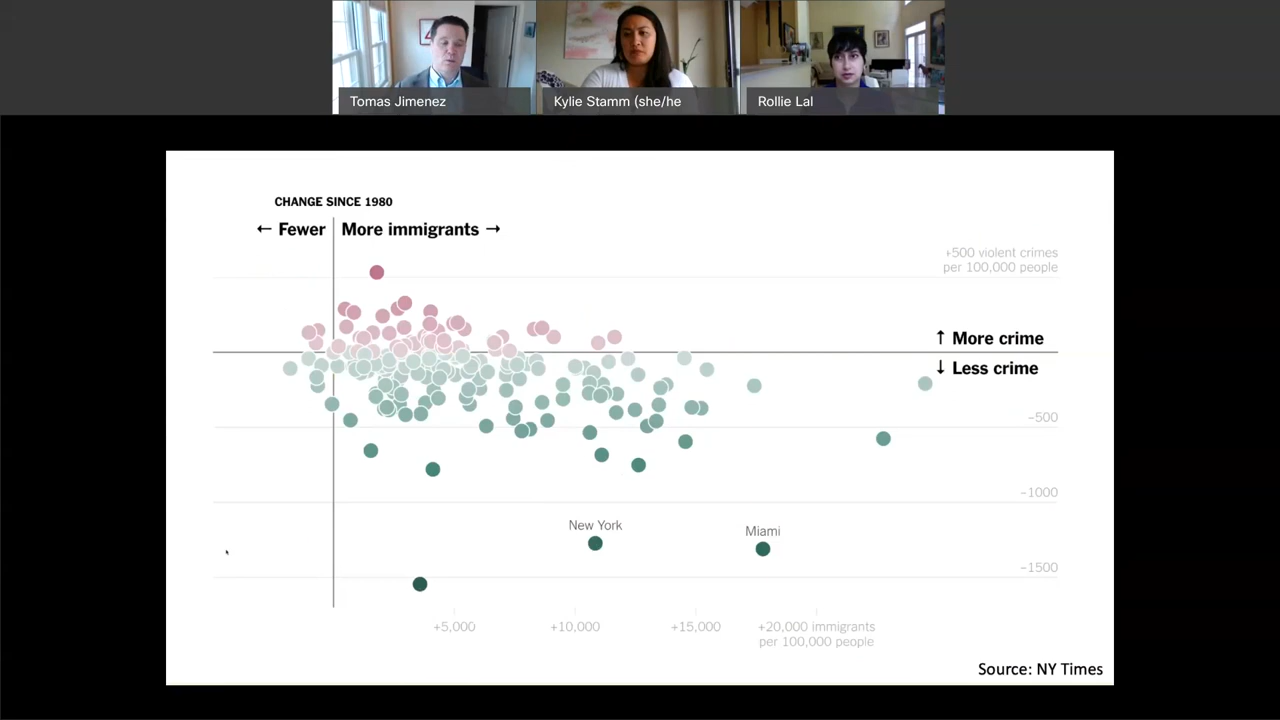 Tomas Jimenez
Kylie Stamm (she/he
Rollie Lal
CHANGE SINCE 1980
← Fewer
More immigrants →
+500 violent crimes
per 100,000 people
↑ More crime
↓ Less crime
−500
−1000
New York
Miami
−1500
+5,000
+10,000
+15,000
+20,000 immigrants
per 100,000 people
Source: NY Times